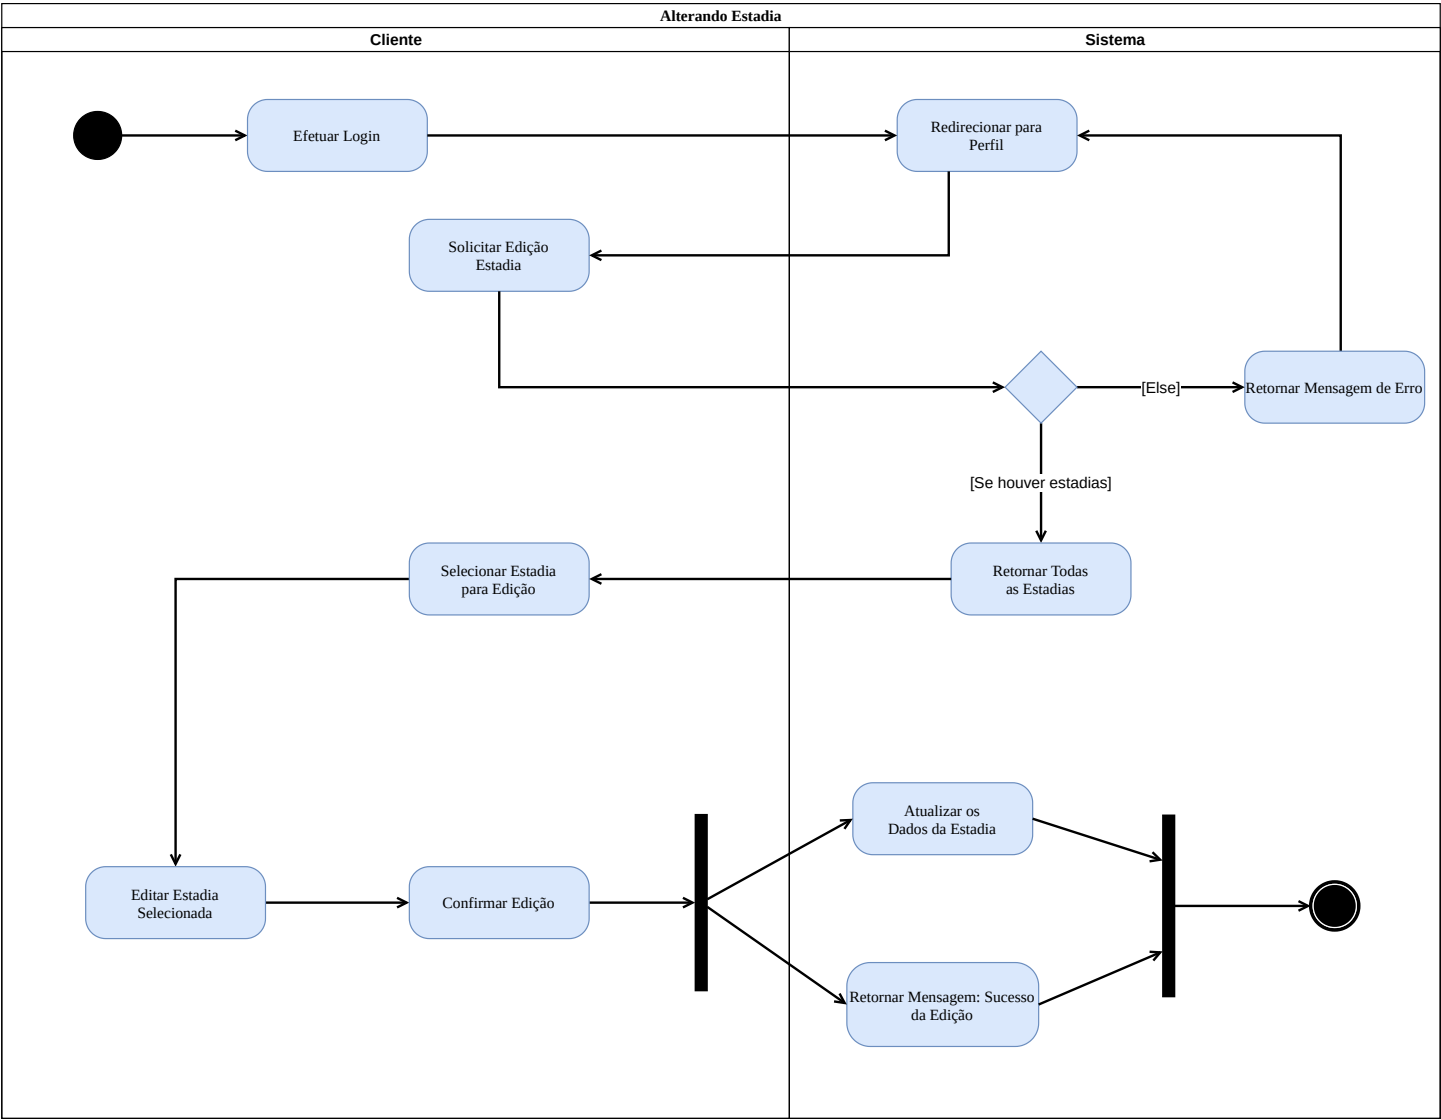 Alterando Estadia
Cliente
Sistema
Efetuar Login
Redirecionar para
Perfil
Solicitar Edição
Estadia
[Else]
Retornar Mensagem de Erro
[Se houver estadias]
Selecionar Estadia
para Edição
Retornar Todas
as Estadias
Atualizar os
Dados da Estadia
Editar Estadia
Selecionada
Confirmar Edição
Retornar Mensagem: Sucesso
da Edição